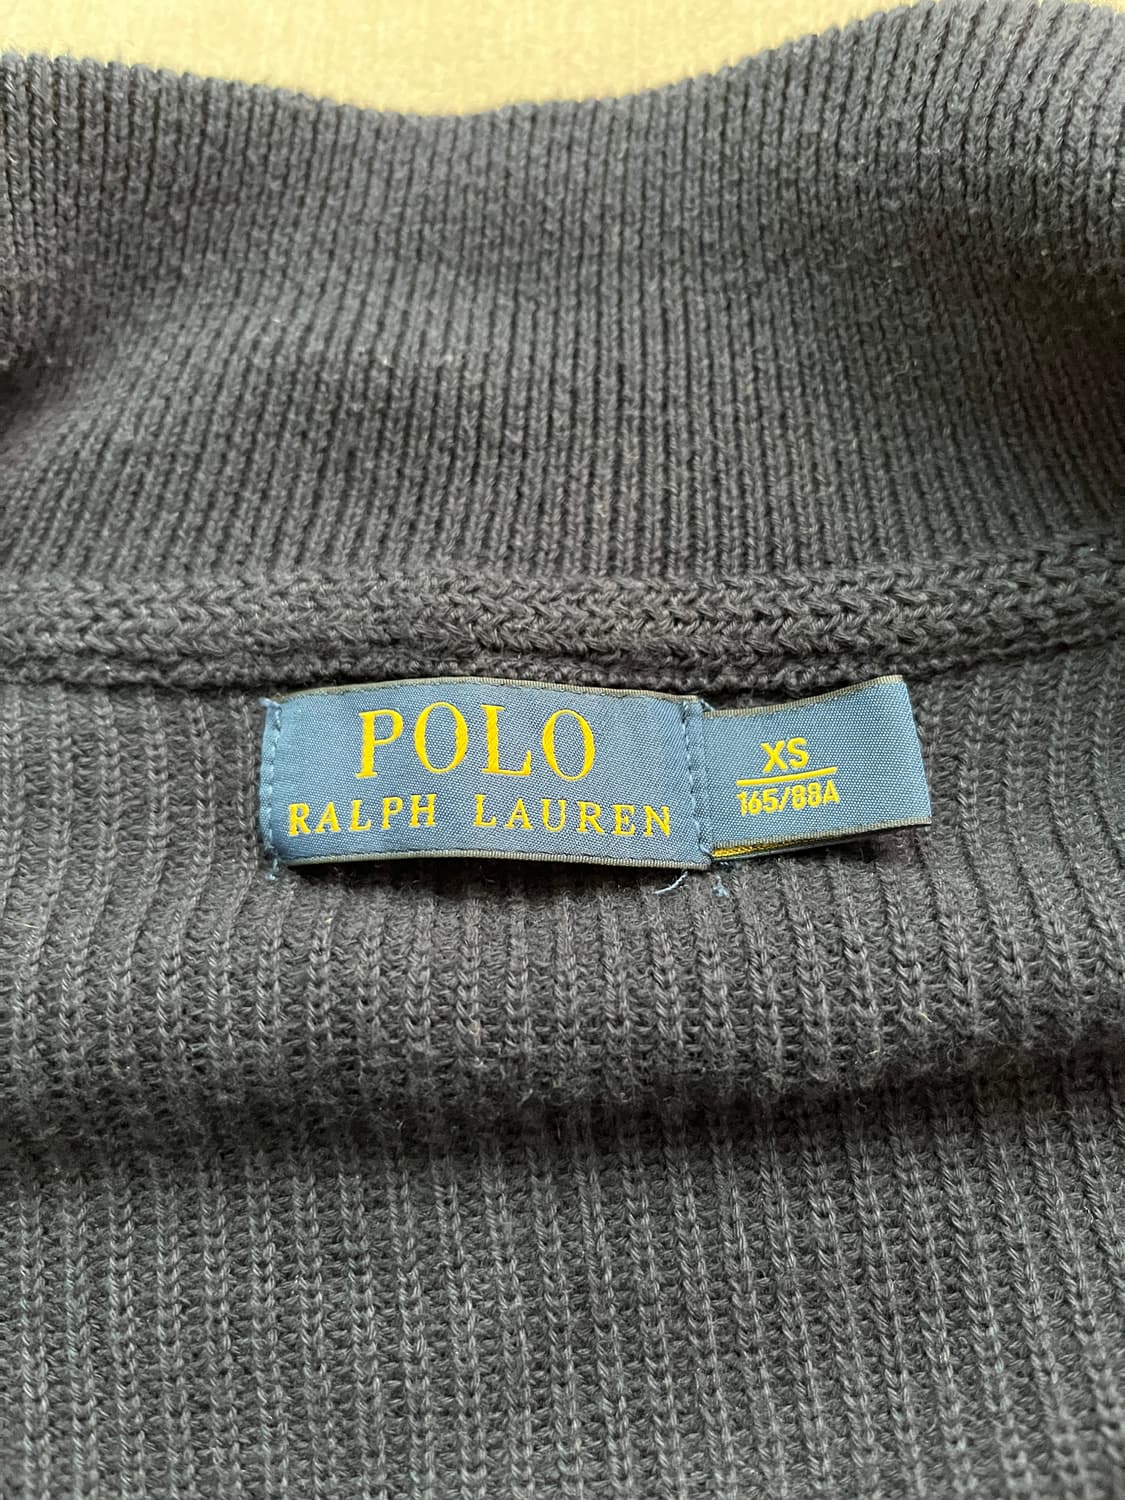 POLO
RALPH LAUREN
XS
165/88A